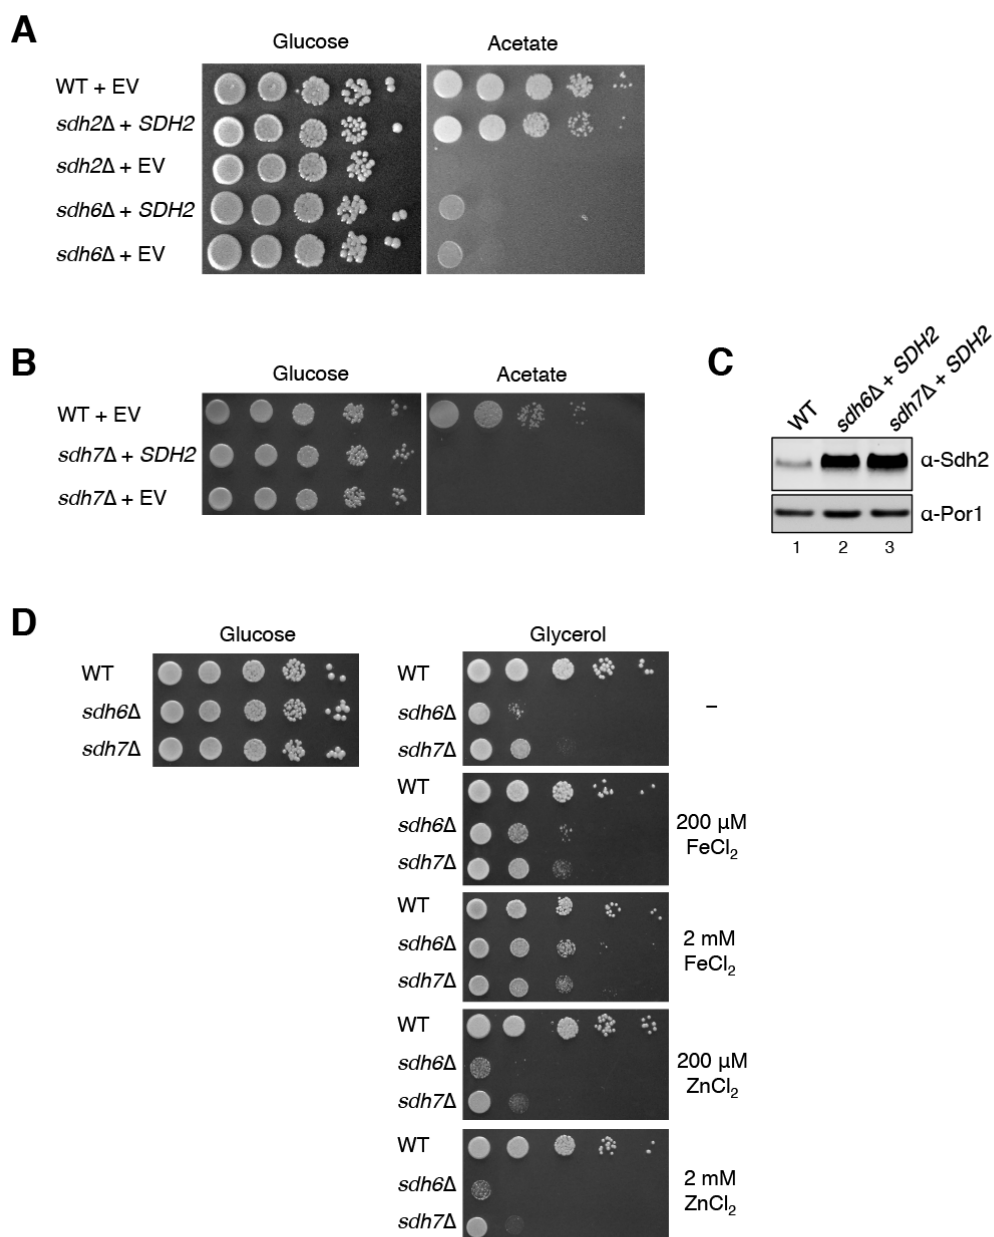 A
Glucose Acetate
WT + EV
sdh2Δ + SDH2
sdh2Δ + EV
sdh6Δ + SDH2
sdh6Δ + EV
B
Glucose Acetate
WT + EV
sdh7Δ + SDH2
sdh7Δ + EV
C
WT sdh6Δ + SDH2 sdh7Δ + SDH2
α-Sdh2
α-Por1
1 2 3
D
Glucose
WT
sdh6Δ
sdh7Δ
Glycerol
WT
sdh6Δ
sdh7Δ
–
WT
sdh6Δ
sdh7Δ
200 µM
FeCl₂
WT
sdh6Δ
sdh7Δ
2 mM
FeCl₂
WT
sdh6Δ
sdh7Δ
200 µM
ZnCl₂
WT
sdh6Δ
sdh7Δ
2 mM
ZnCl₂